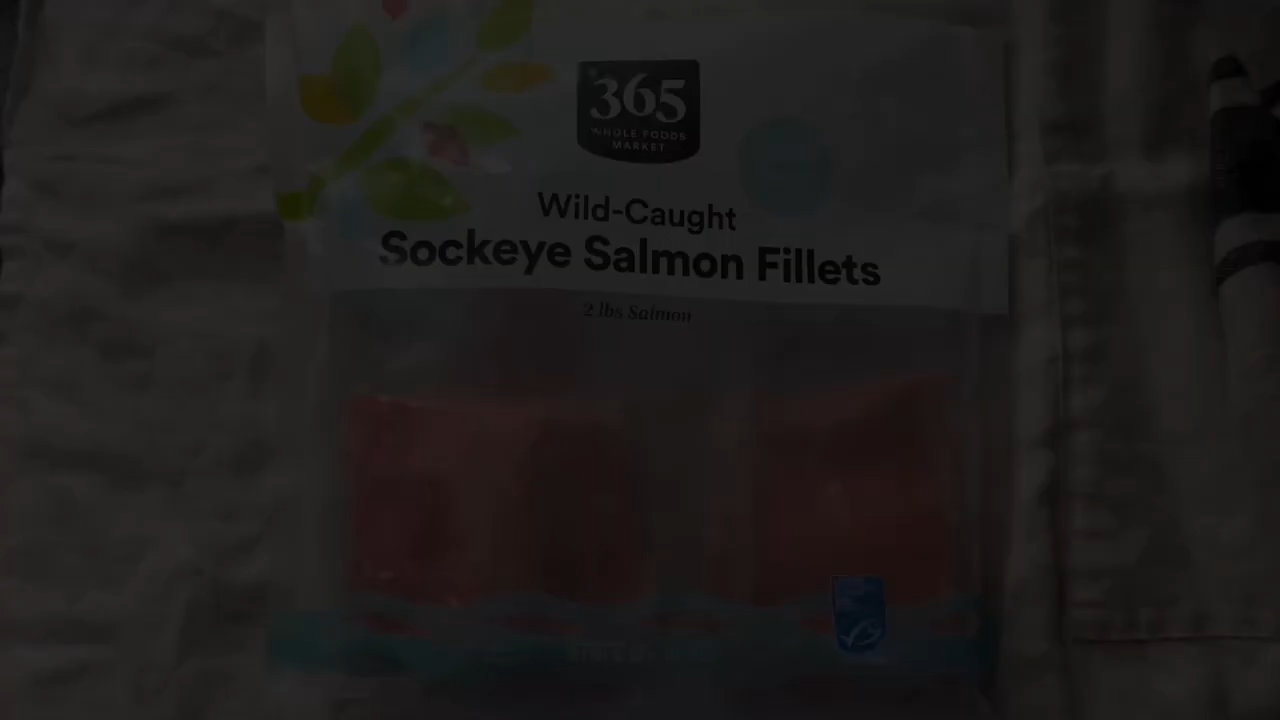 365
WHOLE FOODS
MARKET
Wild-Caught
Sockeye Salmon Fillets
2 lbs Salmon